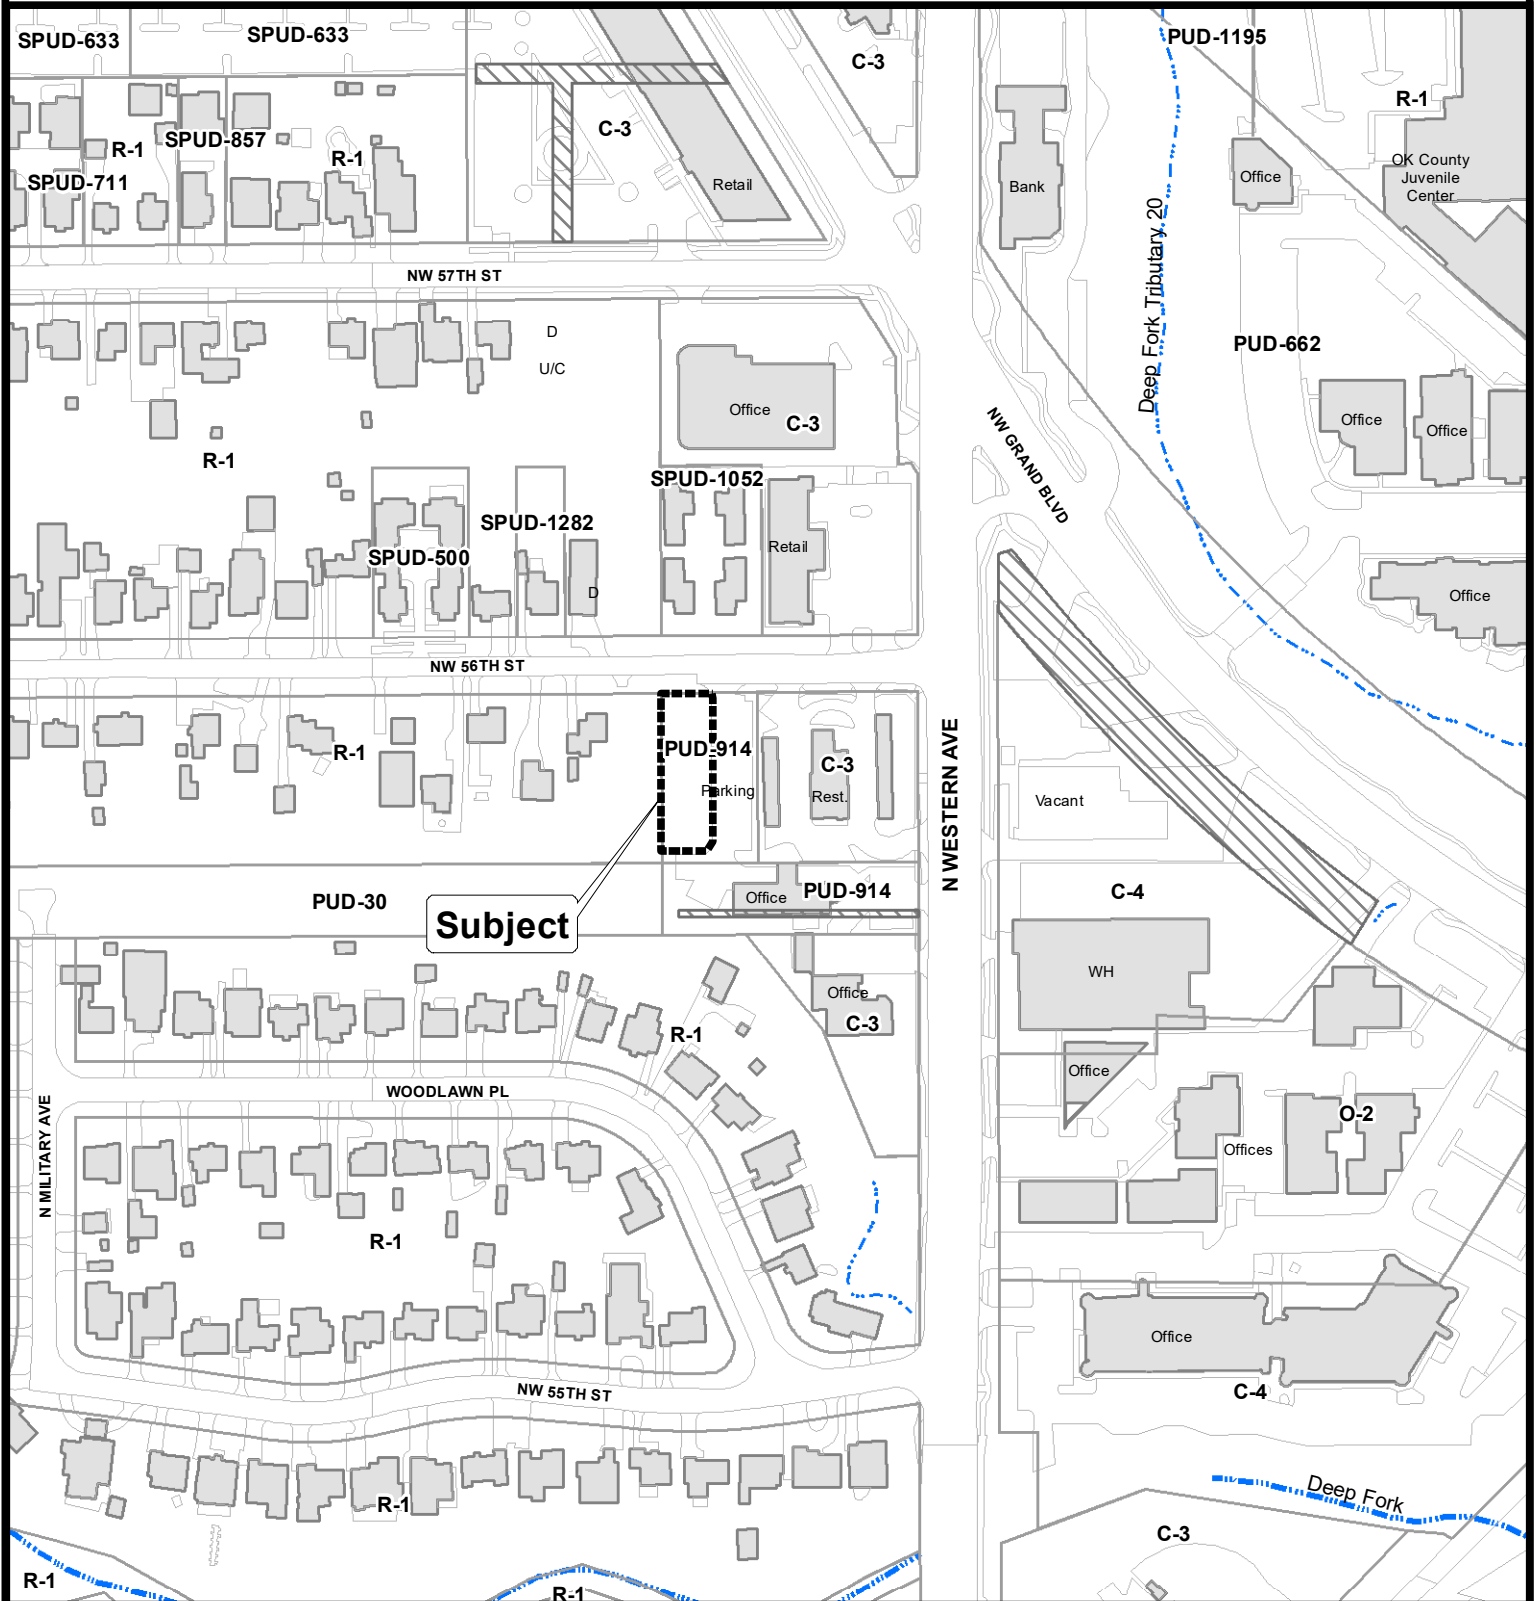 SPUD-633
SPUD-633
C-3
PUD-1195
R-1
SPUD-857
R-1
R-1
SPUD-711
C-3
Retail
Bank
Office
OK County
Juvenile
Center
NW 57TH ST
Deep Fork Tributary 20
D
U/C
PUD-662
Office
C-3
Office
Office
R-1
NW GRAND BLVD
SPUD-1052
SPUD-1282
SPUD-500
Retail
D
Office
NW 56TH ST
R-1
PUD-914
Parking
C-3
Rest.
N WESTERN AVE
Vacant
PUD-30
Subject
Office
PUD-914
C-4
WH
Office
C-3
R-1
Office
WOODLAWN PL
N MILITARY AVE
O-2
Offices
R-1
Office
C-4
NW 55TH ST
R-1
Deep Fork
C-3
R-1
R-1